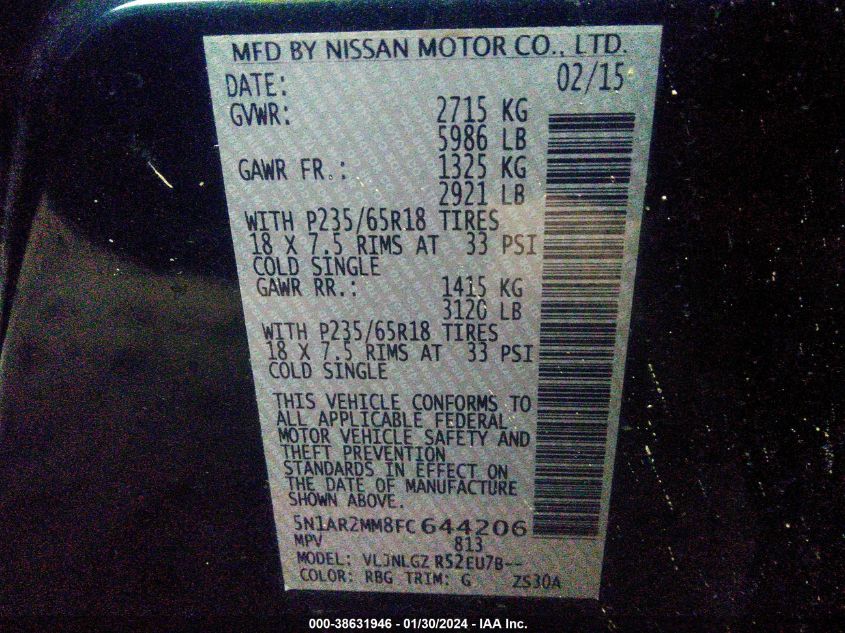 MFD BY NISSAN MOTOR CO., LTD.
DATE: 02/15
GVWR: 2715 KG
5986 LB
GAWR FR.: 1325 KG
2921 LB
WITH P235/65R18 TIRES
18 X 7.5 RIMS AT 33 PSI
COLD SINGLE
GAWR RR.: 1415 KG
3120 LB
WITH P235/65R18 TIRES
18 X 7.5 RIMS AT 33 PSI
COLD SINGLE
THIS VEHICLE CONFORMS TO
ALL APPLICABLE FEDERAL
MOTOR VEHICLE SAFETY AND
THEFT PREVENTION
STANDARDS IN EFFECT ON
THE DATE OF MANUFACTURE
SHOWN ABOVE.
5N1AR2MM8FC644206
MPV 813
MODEL: VLJNLGZ R52EU7B--
COLOR: RBG TRIM: G ZS30A
000-38631946 - 01/30/2024 - IAA Inc.